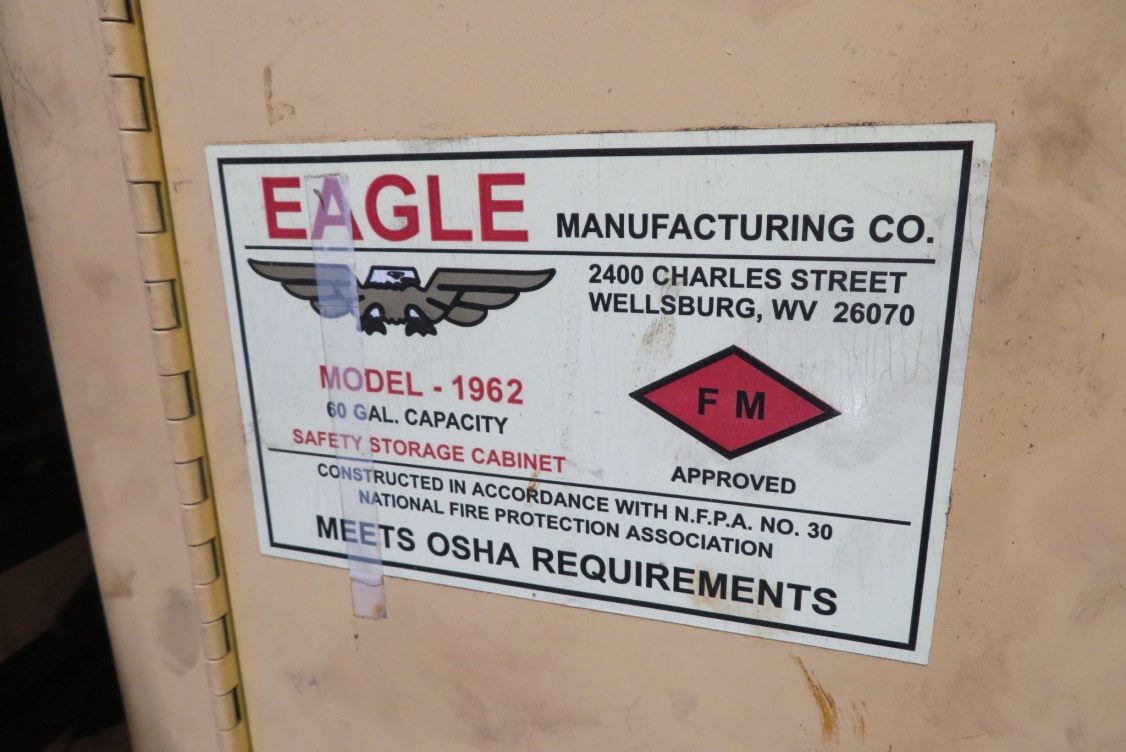 EAGLE MANUFACTURING CO.
2400 CHARLES STREET
WELLSBURG, WV 26070
MODEL - 1962
60 GAL. CAPACITY
SAFETY STORAGE CABINET
F M
APPROVED
CONSTRUCTED IN ACCORDANCE WITH N.F.P.A. NO. 30
NATIONAL FIRE PROTECTION ASSOCIATION
MEETS OSHA REQUIREMENTS